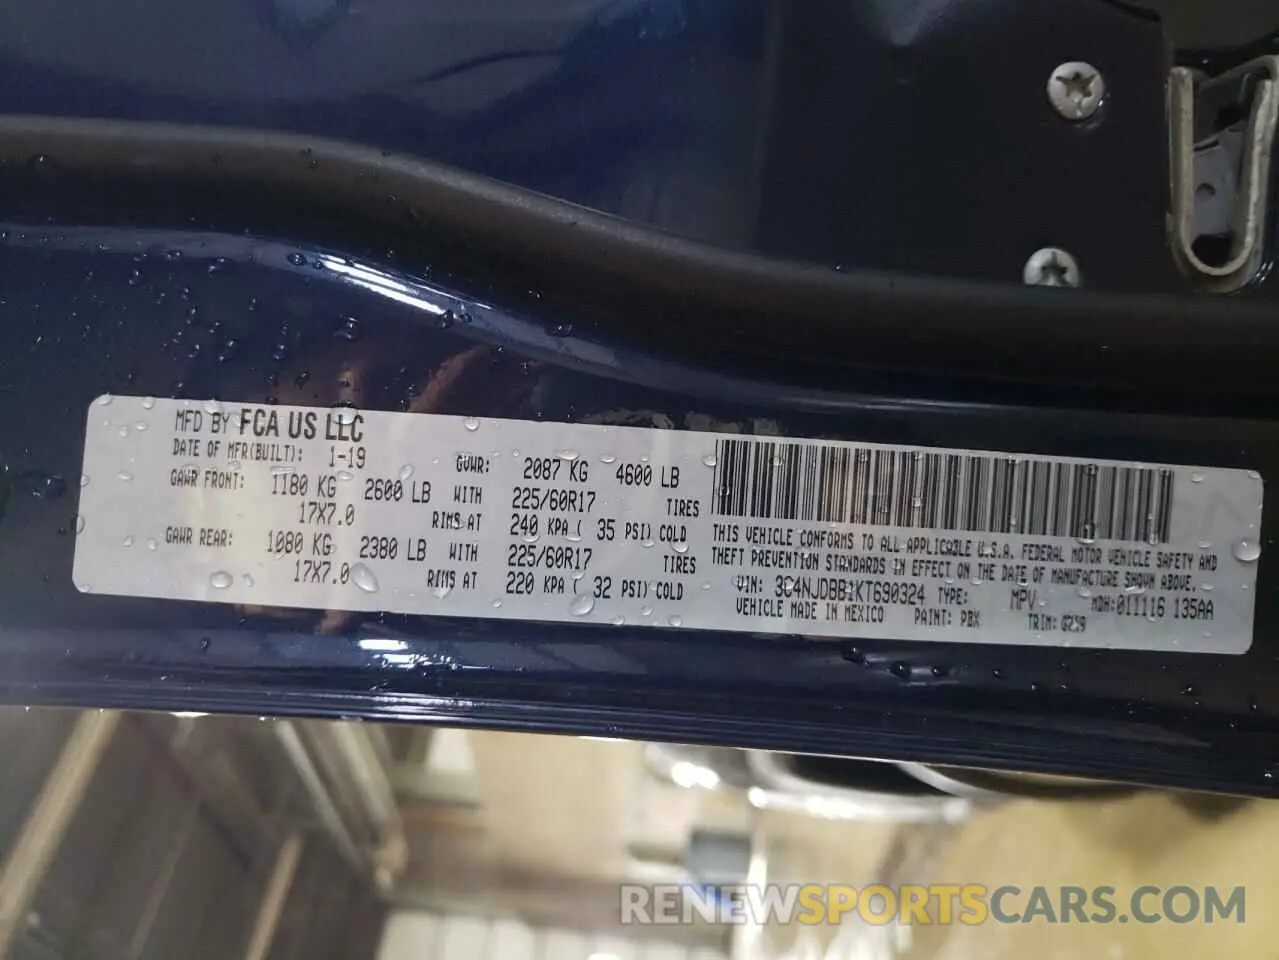 MFD BY FCA US LLC
DATE OF MFR(BUILT): 1-19
GVWR: 2087 KG 4600 LB
GAWR FRONT: 1180 KG 2600 LB WITH 225/60R17 TIRES
17X7.0 RIMS AT 240 KPA ( 35 PSI) COLD
GAWR REAR: 1080 KG 2380 LB WITH 225/60R17 TIRES
17X7.0 RIMS AT 220 KPA ( 32 PSI) COLD
THIS VEHICLE CONFORMS TO ALL APPLICABLE U.S.A. FEDERAL MOTOR VEHICLE SAFETY AND
THEFT PREVENTION STANDARDS IN EFFECT ON THE DATE OF MANUFACTURE SHOWN ABOVE.
VIN: 3C4NJDBB1KT690324 TYPE: MPV MDH:011116 135AA
VEHICLE MADE IN MEXICO PAINT: PBX TRIM:
RENEWSPORTSCARS.COM